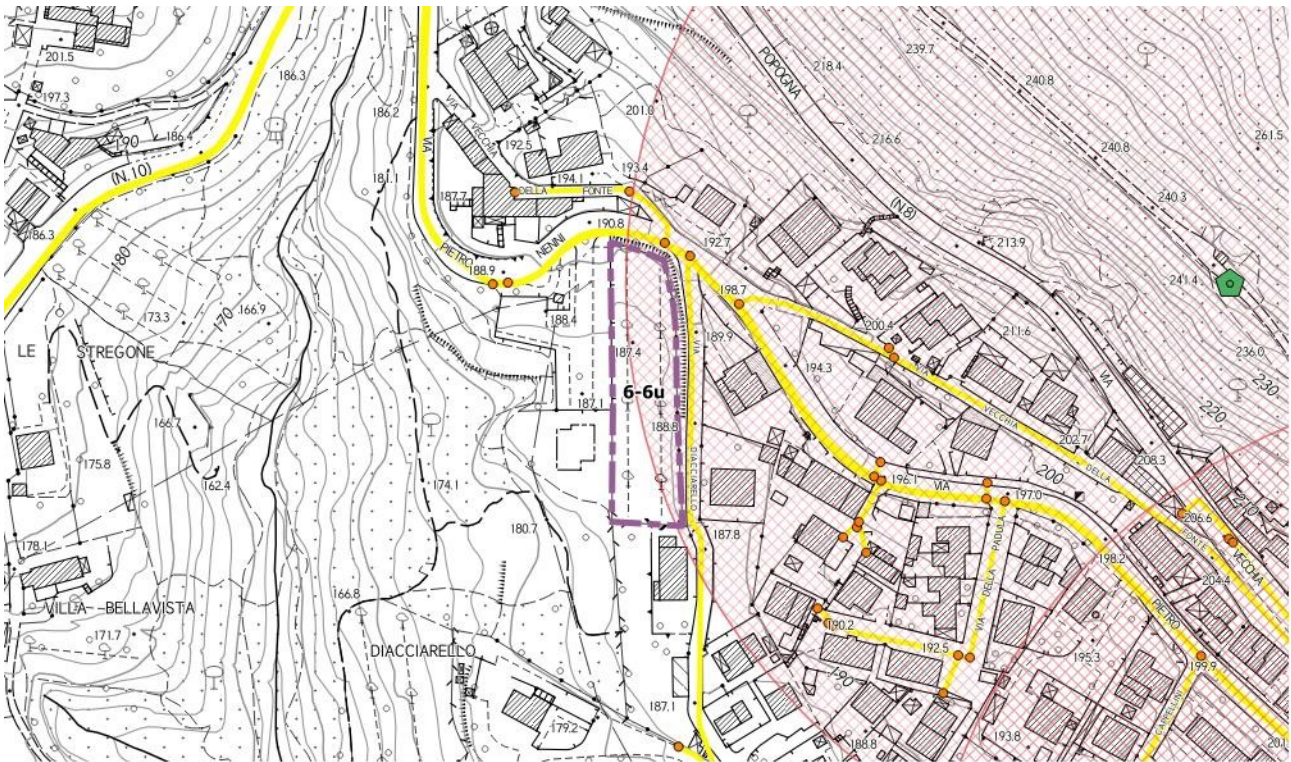 201.5
197.3
190
186.4
(N.10)
186.3
186.3
180
173.3
170
166.9
LE STREGONE
166.7
162.4
175.8
178.1
VILLA BELLAVISTA
171.7
166.8
DIACCIARELLO
174.1
180.7
179.2
186.2
181.1
VIA
PIETRO
NENNI
188.9
187.7
VIA VECCHIA
DELLA FONTE
192.5
194.1
193.4
190.8
192.7
188.4
187.4
187.1
6-6u
188.8
VIA
DIACCIARELLO
189.9
187.8
187.1
201.0
POPOGNA
218.4
216.6
239.7
240.8
240.8
261.5
240.3
241.4
236.0
230
220
210
(N.8)
213.9
211.6
VIA
198.7
200.4
194.3
VIA
VECCHIA
DELLA
FONTE
202.7
208.3
206.6
204.4
VECCHIA
200
196.1
VIA
197.0
198.2
PIETRO
199.9
VIA DELLA PADULA
190.2
192.5
190
188.8
195.3
193.8
CAPPELLINI
201